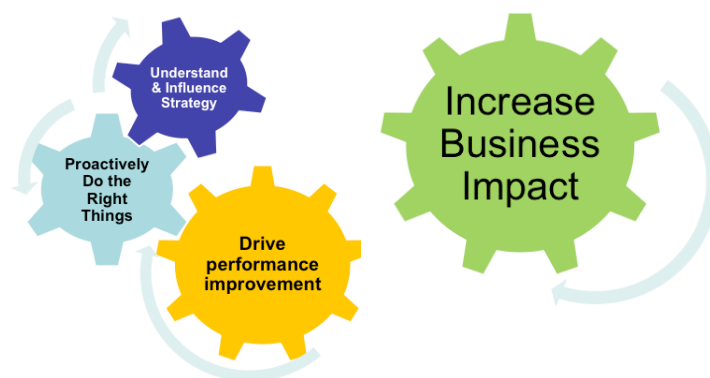 Understand
& Influence
Strategy
Proactively
Do the
Right
Things
Drive
performance
improvement
Increase
Business
Impact